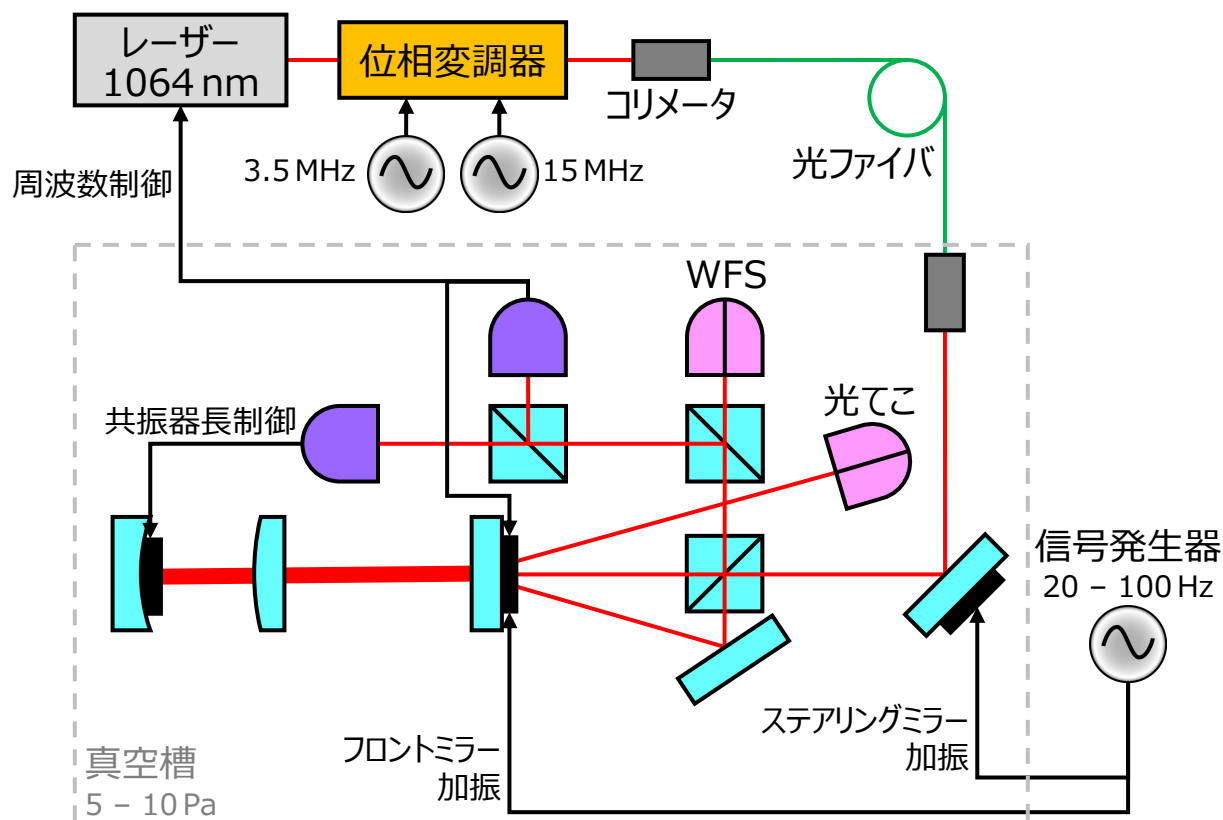 レーザー
1064 nm
位相変調器
コリメータ
光ファイバ
3.5 MHz
15 MHz
周波数制御
WFS
光てこ
共振器長制御
信号発生器
20 – 100 Hz
ステアリングミラー
加振
フロントミラー
加振
真空槽
5 – 10 Pa